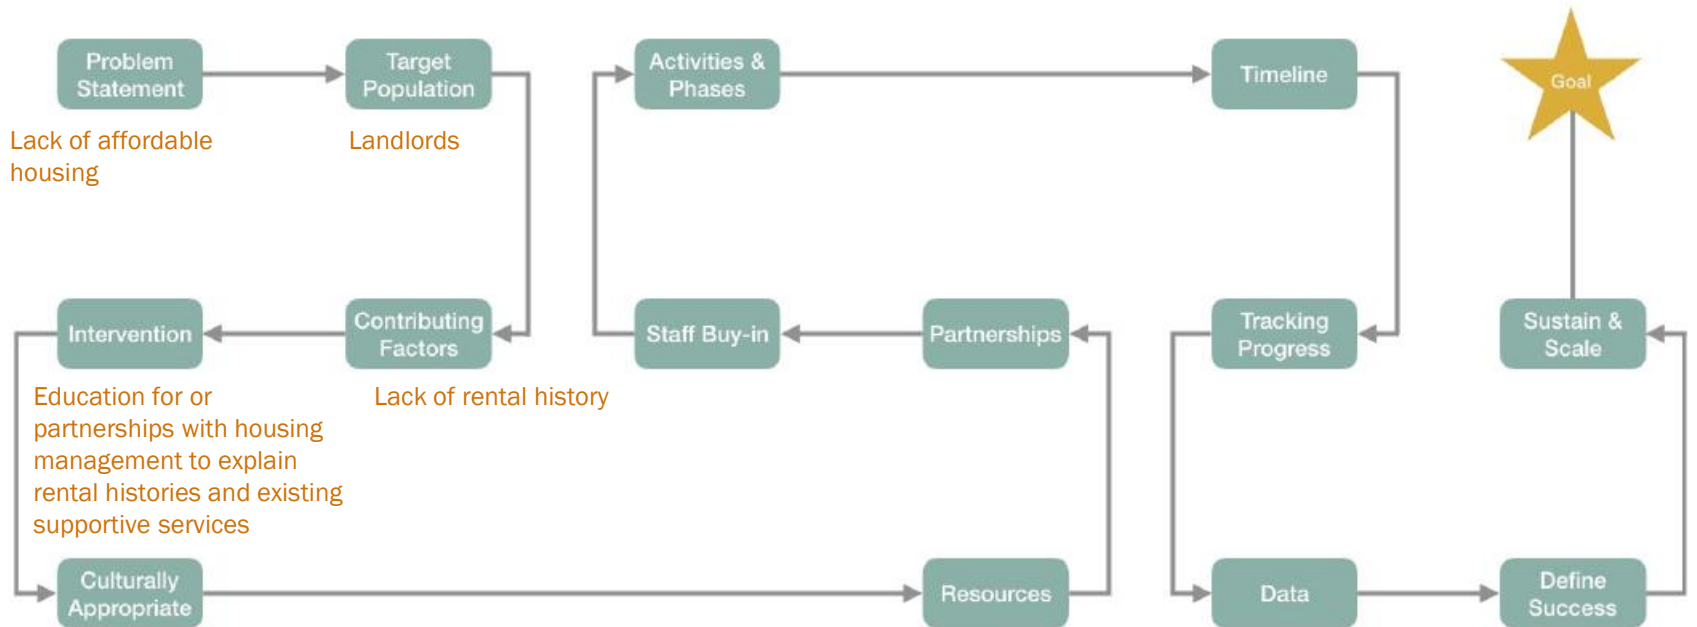 Problem
Statement
Target
Population
Activities &
Phases
Timeline
Goal
Lack of affordable
housing
Landlords
Intervention
Contributing
Factors
Staff Buy-in
Partnerships
Tracking
Progress
Sustain &
Scale
Education for or
partnerships with housing
management to explain
rental histories and existing
supportive services
Lack of rental history
Culturally
Appropriate
Resources
Data
Define
Success